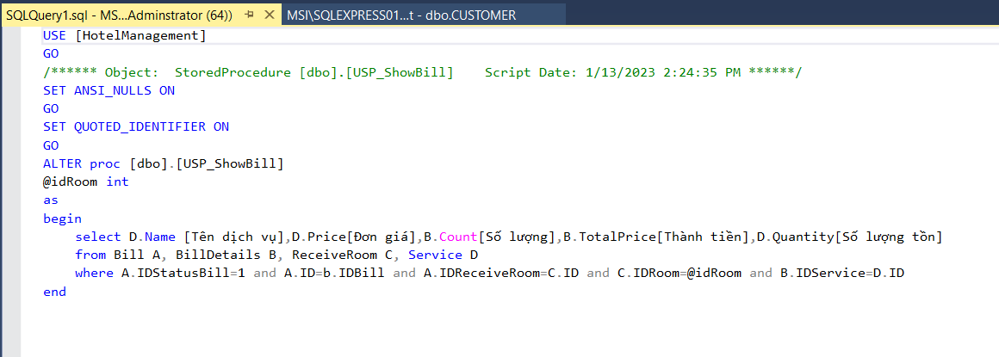 SQLQuery1.sql - MS...Adminstrator (64)) MSI\SQLEXPRESS01...t - dbo.CUSTOMER
USE [HotelManagement]
GO
/****** Object:  StoredProcedure [dbo].[USP_ShowBill]    Script Date: 1/13/2023 2:24:35 PM ******/
SET ANSI_NULLS ON
GO
SET QUOTED_IDENTIFIER ON
GO
ALTER proc [dbo].[USP_ShowBill]
@idRoom int
as
begin
    select D.Name [Tên dịch vụ],D.Price[Đơn giá],B.Count[Số lượng],B.TotalPrice[Thành tiền],D.Quantity[Số lượng tồn]
    from Bill A, BillDetails B, ReceiveRoom C, Service D
    where A.IDStatusBill=1 and A.ID=b.IDBill and A.IDReceiveRoom=C.ID and C.IDRoom=@idRoom and B.IDService=D.ID
end